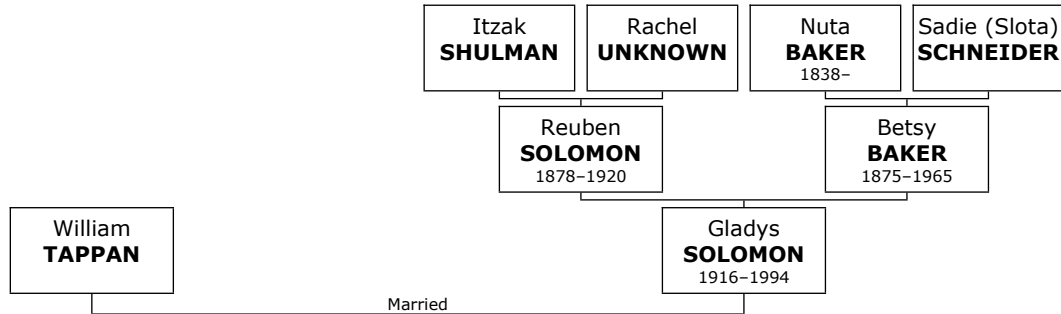 Itzak
SHULMAN
Rachel
UNKNOWN
Nuta
BAKER
1838–
Sadie (Slota)
SCHNEIDER
Reuben
SOLOMON
1878–1920
Betsy
BAKER
1875–1965
William
TAPPAN
Gladys
SOLOMON
1916–1994
Married